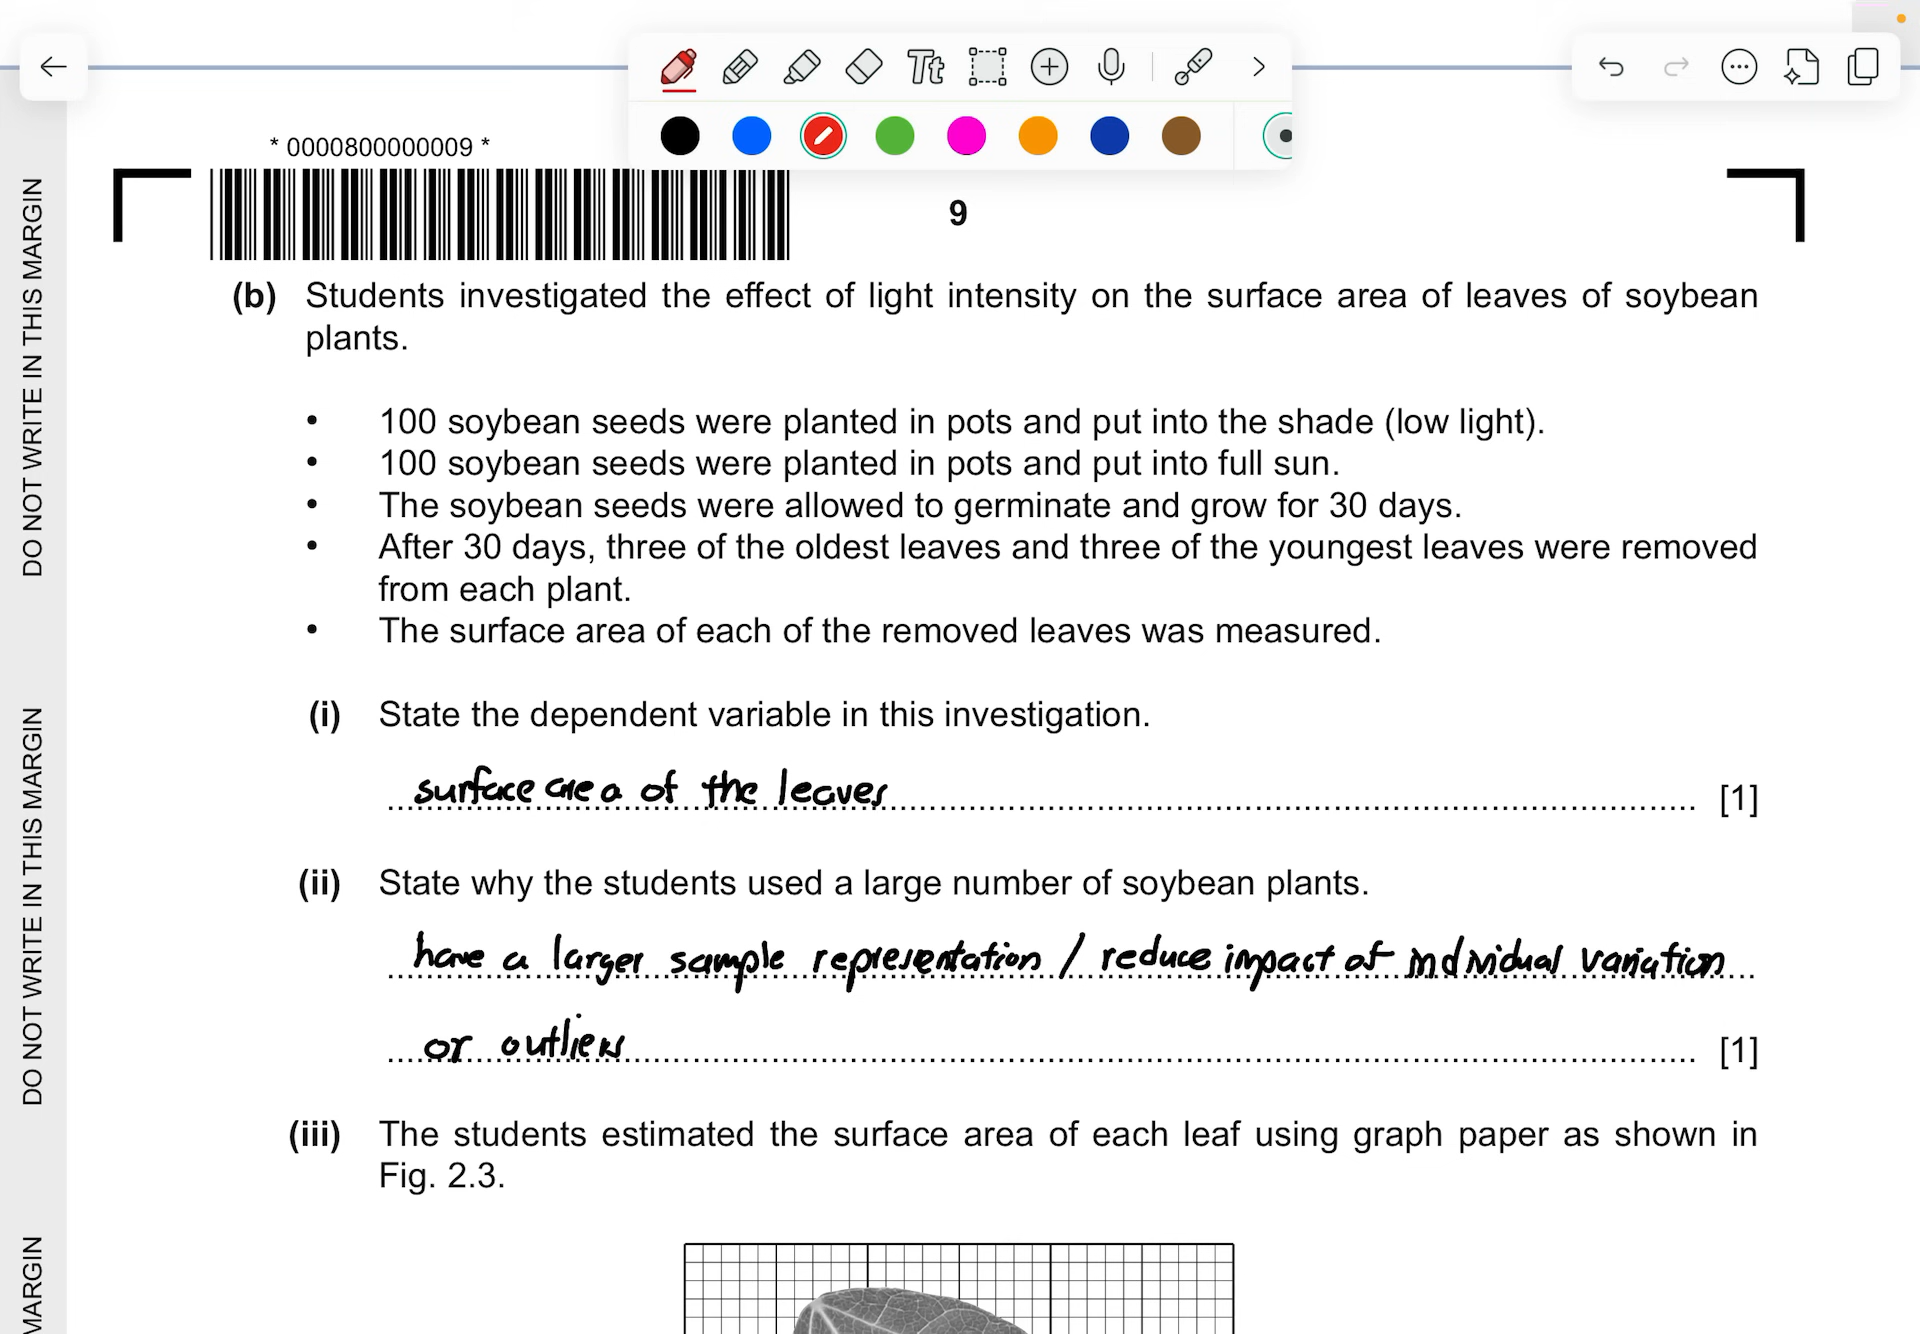 * 0000800000009 *
9
DO NOT WRITE IN THIS MARGIN
DO NOT WRITE IN THIS MARGIN
MARGIN
Tt
(b) Students investigated the effect of light intensity on the surface area of leaves of soybean
plants.
• 100 soybean seeds were planted in pots and put into the shade (low light).
• 100 soybean seeds were planted in pots and put into full sun.
• The soybean seeds were allowed to germinate and grow for 30 days.
• After 30 days, three of the oldest leaves and three of the youngest leaves were removed
from each plant.
• The surface area of each of the removed leaves was measured.
(i) State the dependent variable in this investigation.
surface area of the leaves [1]
(ii) State why the students used a large number of soybean plants.
have a larger sample representation / reduce impact of individual variation
or outliers [1]
(iii) The students estimated the surface area of each leaf using graph paper as shown in
Fig. 2.3.